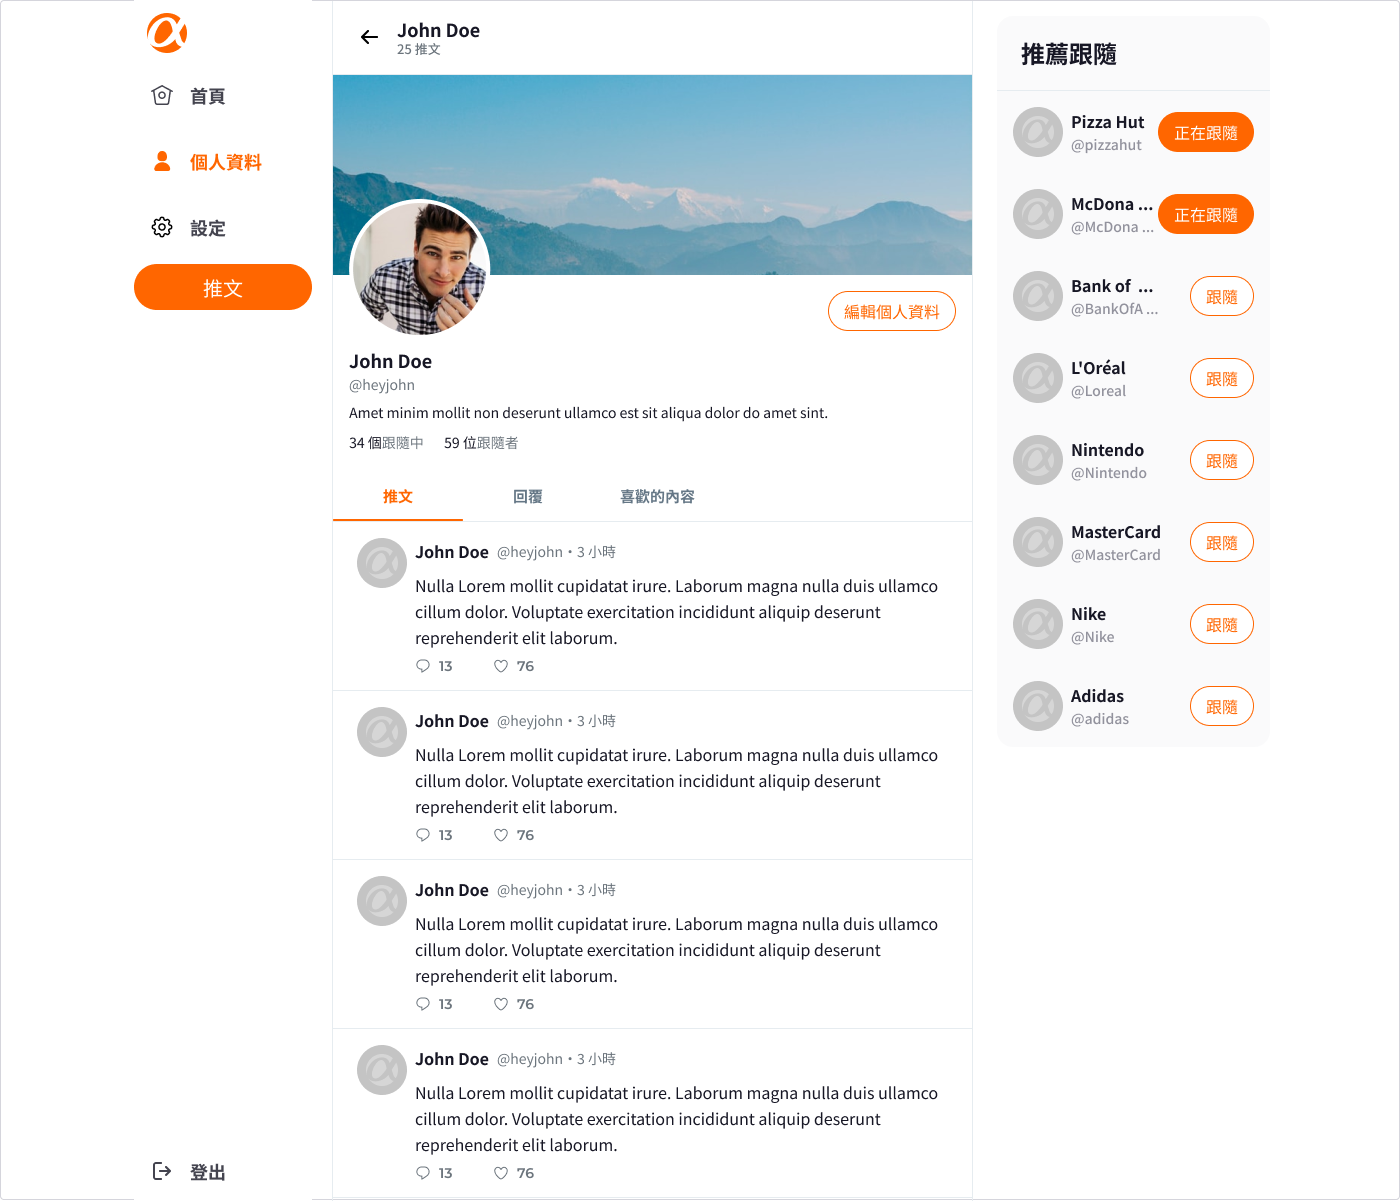 首頁
個人資料
設定
推文
登出
John Doe
25 推文
編輯個人資料
John Doe
@heyjohn
Amet minim mollit non deserunt ullamco est sit aliqua dolor do amet sint.
34 個跟隨中 59 位跟隨者
推文 回覆 喜歡的內容
John Doe @heyjohn・3 小時
Nulla Lorem mollit cupidatat irure. Laborum magna nulla duis ullamco
cillum dolor. Voluptate exercitation incididunt aliquip deserunt
reprehenderit elit laborum.
13 76
John Doe @heyjohn・3 小時
Nulla Lorem mollit cupidatat irure. Laborum magna nulla duis ullamco
cillum dolor. Voluptate exercitation incididunt aliquip deserunt
reprehenderit elit laborum.
13 76
John Doe @heyjohn・3 小時
Nulla Lorem mollit cupidatat irure. Laborum magna nulla duis ullamco
cillum dolor. Voluptate exercitation incididunt aliquip deserunt
reprehenderit elit laborum.
13 76
John Doe @heyjohn・3 小時
Nulla Lorem mollit cupidatat irure. Laborum magna nulla duis ullamco
cillum dolor. Voluptate exercitation incididunt aliquip deserunt
reprehenderit elit laborum.
13 76
推薦跟隨
Pizza Hut
@pizzahut
正在跟隨
McDona ...
@McDona ...
正在跟隨
Bank of ...
@BankOfA ...
跟隨
L'Oréal
@Loreal
跟隨
Nintendo
@Nintendo
跟隨
MasterCard
@MasterCard
跟隨
Nike
@Nike
跟隨
Adidas
@adidas
跟隨